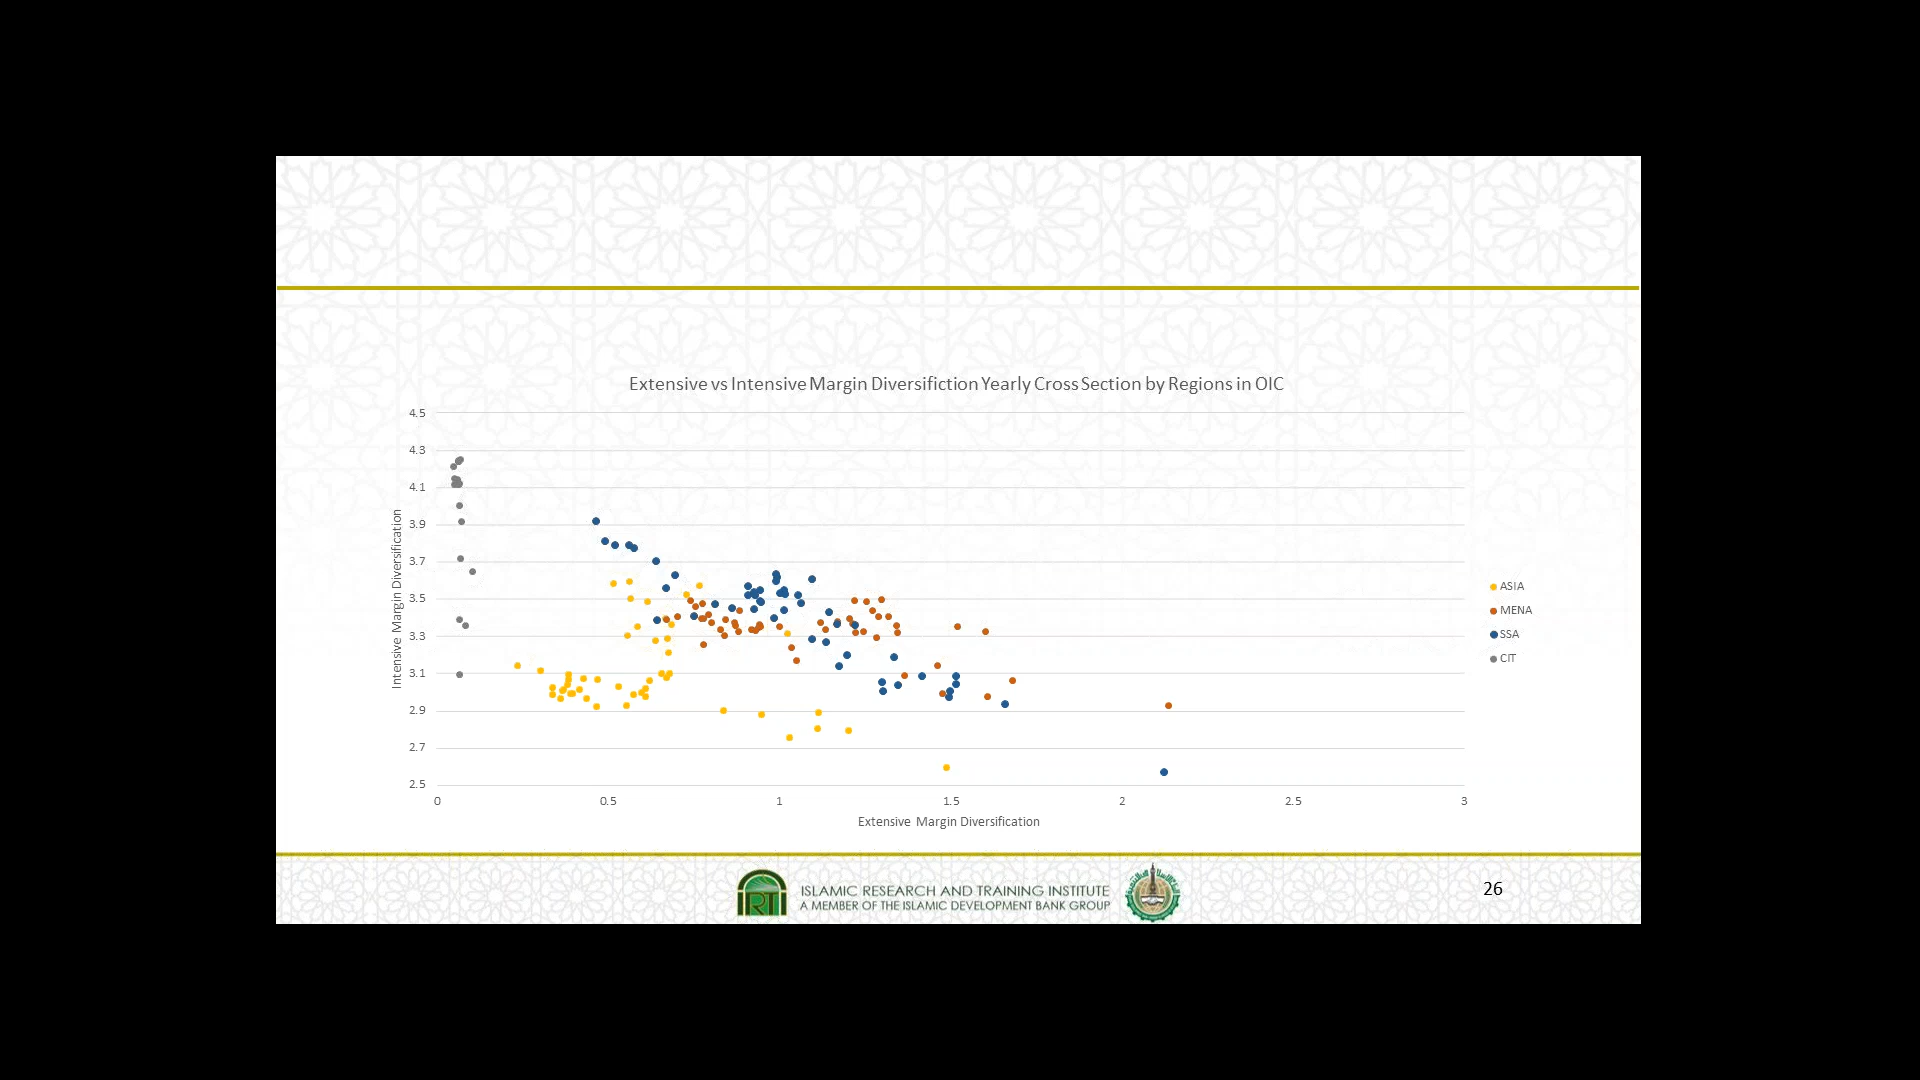 Extensive vs Intensive Margin Diversifiction Yearly Cross Section by Regions in OIC
4.5
4.3
4.1
3.9
3.7
3.5
3.3
3.1
2.9
2.7
2.5
Intensive Margin Diversification
0 0.5 1 1.5 2 2.5 3
Extensive Margin Diversification
ASIA
MENA
SSA
CIT
IRTI
ISLAMIC RESEARCH AND TRAINING INSTITUTE
A MEMBER OF THE ISLAMIC DEVELOPMENT BANK GROUP
26